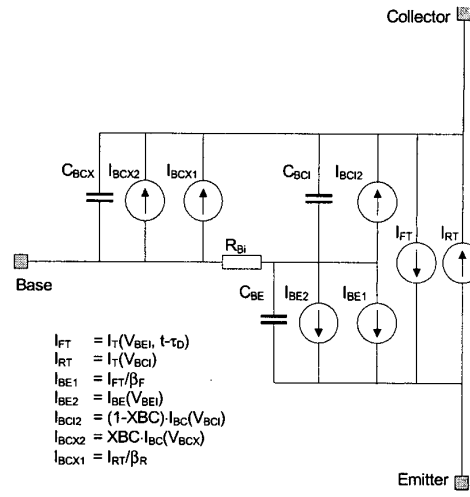 Collector
C_BCX I_BCX2 I_BCX1 C_BCI I_BCI2
I_FT I_RT
R_Bi
Base
C_BE I_BE2 I_BE1
I_FT = I_T(V_BEI, t-τ_D)
I_RT = I_T(V_BCI)
I_BE1 = I_FT/β_F
I_BE2 = I_BE(V_BEI)
I_BCI2 = (1-XBC)·I_BC(V_BCI)
I_BCX2 = XBC·I_BC(V_BCX)
I_BCX1 = I_RT/β_R
Emitter